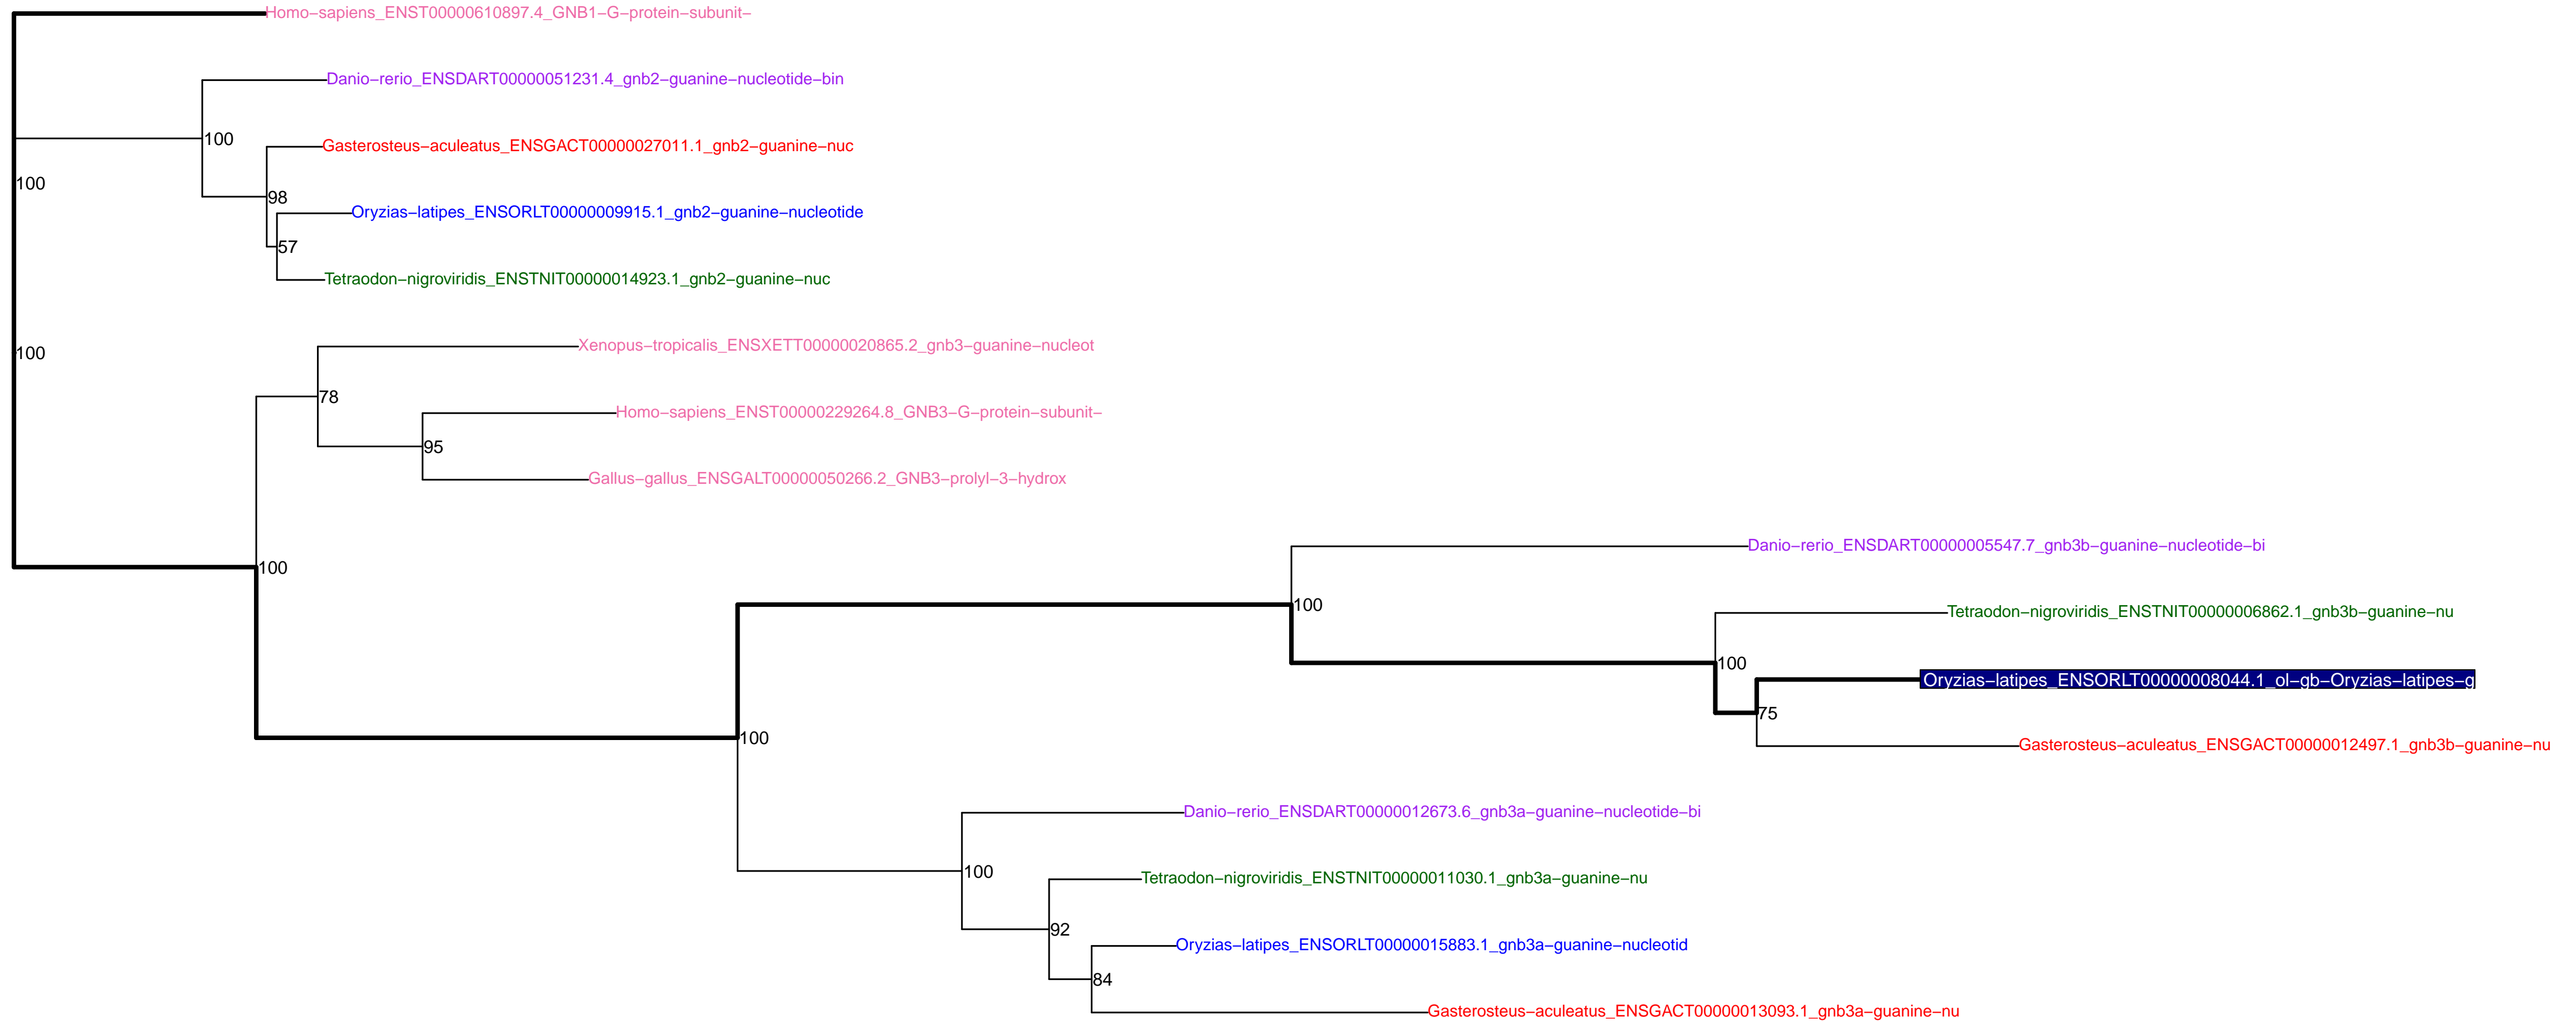 Homo−sapiens_ENST00000610897.4_GNB1−G−protein−subunit−
Danio−rerio_ENSDART00000051231.4_gnb2−guanine−nucleotide−bin
100
Gasterosteus−aculeatus_ENSGACT00000027011.1_gnb2−guanine−nuc
100
98
Oryzias−latipes_ENSORLT00000009915.1_gnb2−guanine−nucleotide
57
Tetraodon−nigroviridis_ENSTNIT00000014923.1_gnb2−guanine−nuc
Xenopus−tropicalis_ENSXETT00000020865.2_gnb3−guanine−nucleot
100
78
Homo−sapiens_ENST00000229264.8_GNB3−G−protein−subunit−
95
Gallus−gallus_ENSGALT00000050266.2_GNB3−prolyl−3−hydrox
Danio−rerio_ENSDART00000005547.7_gnb3b−guanine−nucleotide−bi
100
100
Tetraodon−nigroviridis_ENSTNIT00000006862.1_gnb3b−guanine−nu
100
Oryzias−latipes_ENSORLT00000008044.1_ol−gb−Oryzias−latipes−g
75
100
Gasterosteus−aculeatus_ENSGACT00000012497.1_gnb3b−guanine−nu
Danio−rerio_ENSDART00000012673.6_gnb3a−guanine−nucleotide−bi
100
Tetraodon−nigroviridis_ENSTNIT00000011030.1_gnb3a−guanine−nu
92
Oryzias−latipes_ENSORLT00000015883.1_gnb3a−guanine−nucleotid
84
Gasterosteus−aculeatus_ENSGACT00000013093.1_gnb3a−guanine−nu